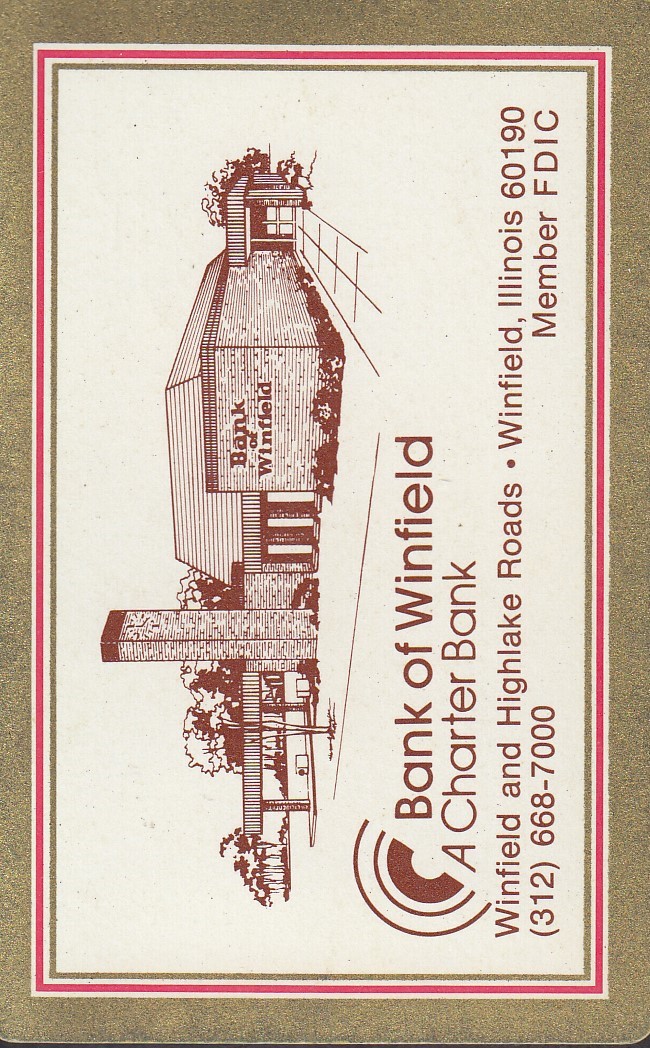 Bank
of
Winfield
Bank of Winfield
A Charter Bank
Winfield and Highlake Roads • Winfield, Illinois 60190
(312) 668-7000 Member FDIC